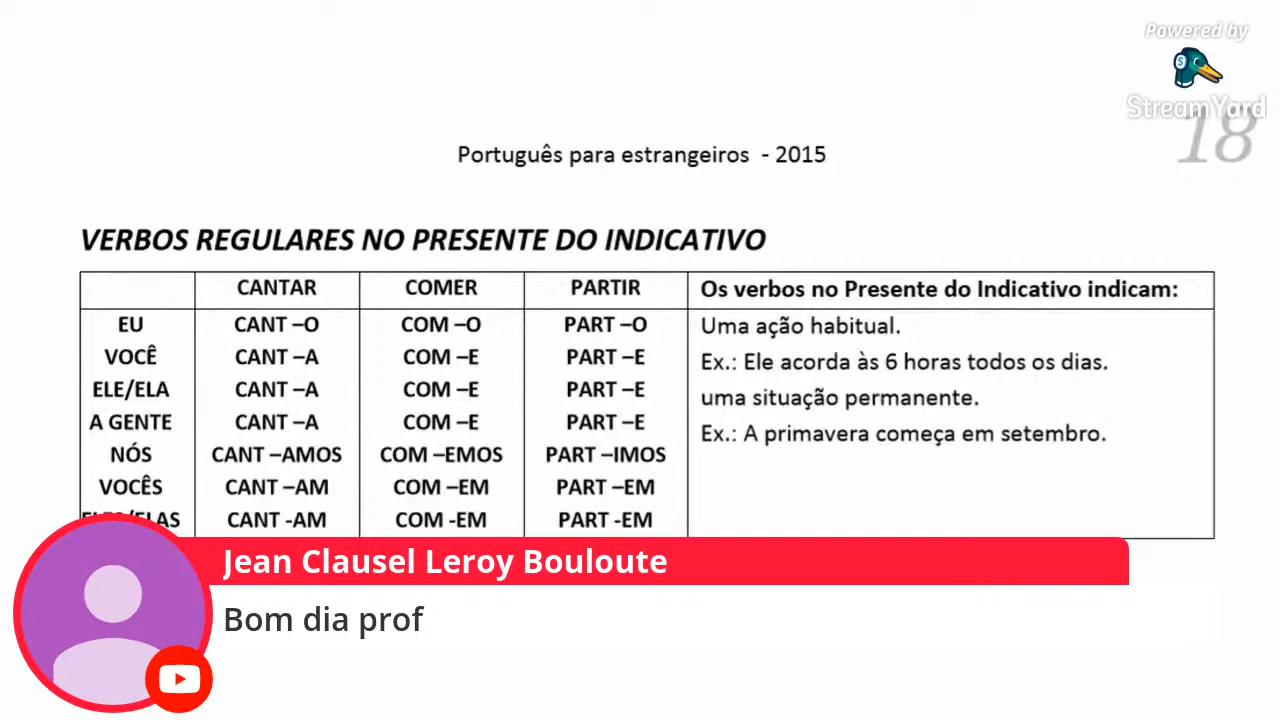 Powered by
StreamYard
18
Português para estrangeiros - 2015
VERBOS REGULARES NO PRESENTE DO INDICATIVO
CANTAR COMER PARTIR Os verbos no Presente do Indicativo indicam:
EU CANT –O COM –O PART –O Uma ação habitual.
VOCÊ CANT –A COM –E PART –E Ex.: Ele acorda às 6 horas todos os dias.
ELE/ELA CANT –A COM –E PART –E uma situação permanente.
A GENTE CANT –A COM –E PART –E Ex.: A primavera começa em setembro.
NÓS CANT –AMOS COM –EMOS PART –IMOS
VOCÊS CANT –AM COM –EM PART –EM
ELES/ELAS CANT -AM COM -EM PART -EM
Jean Clausel Leroy Bouloute
Bom dia prof